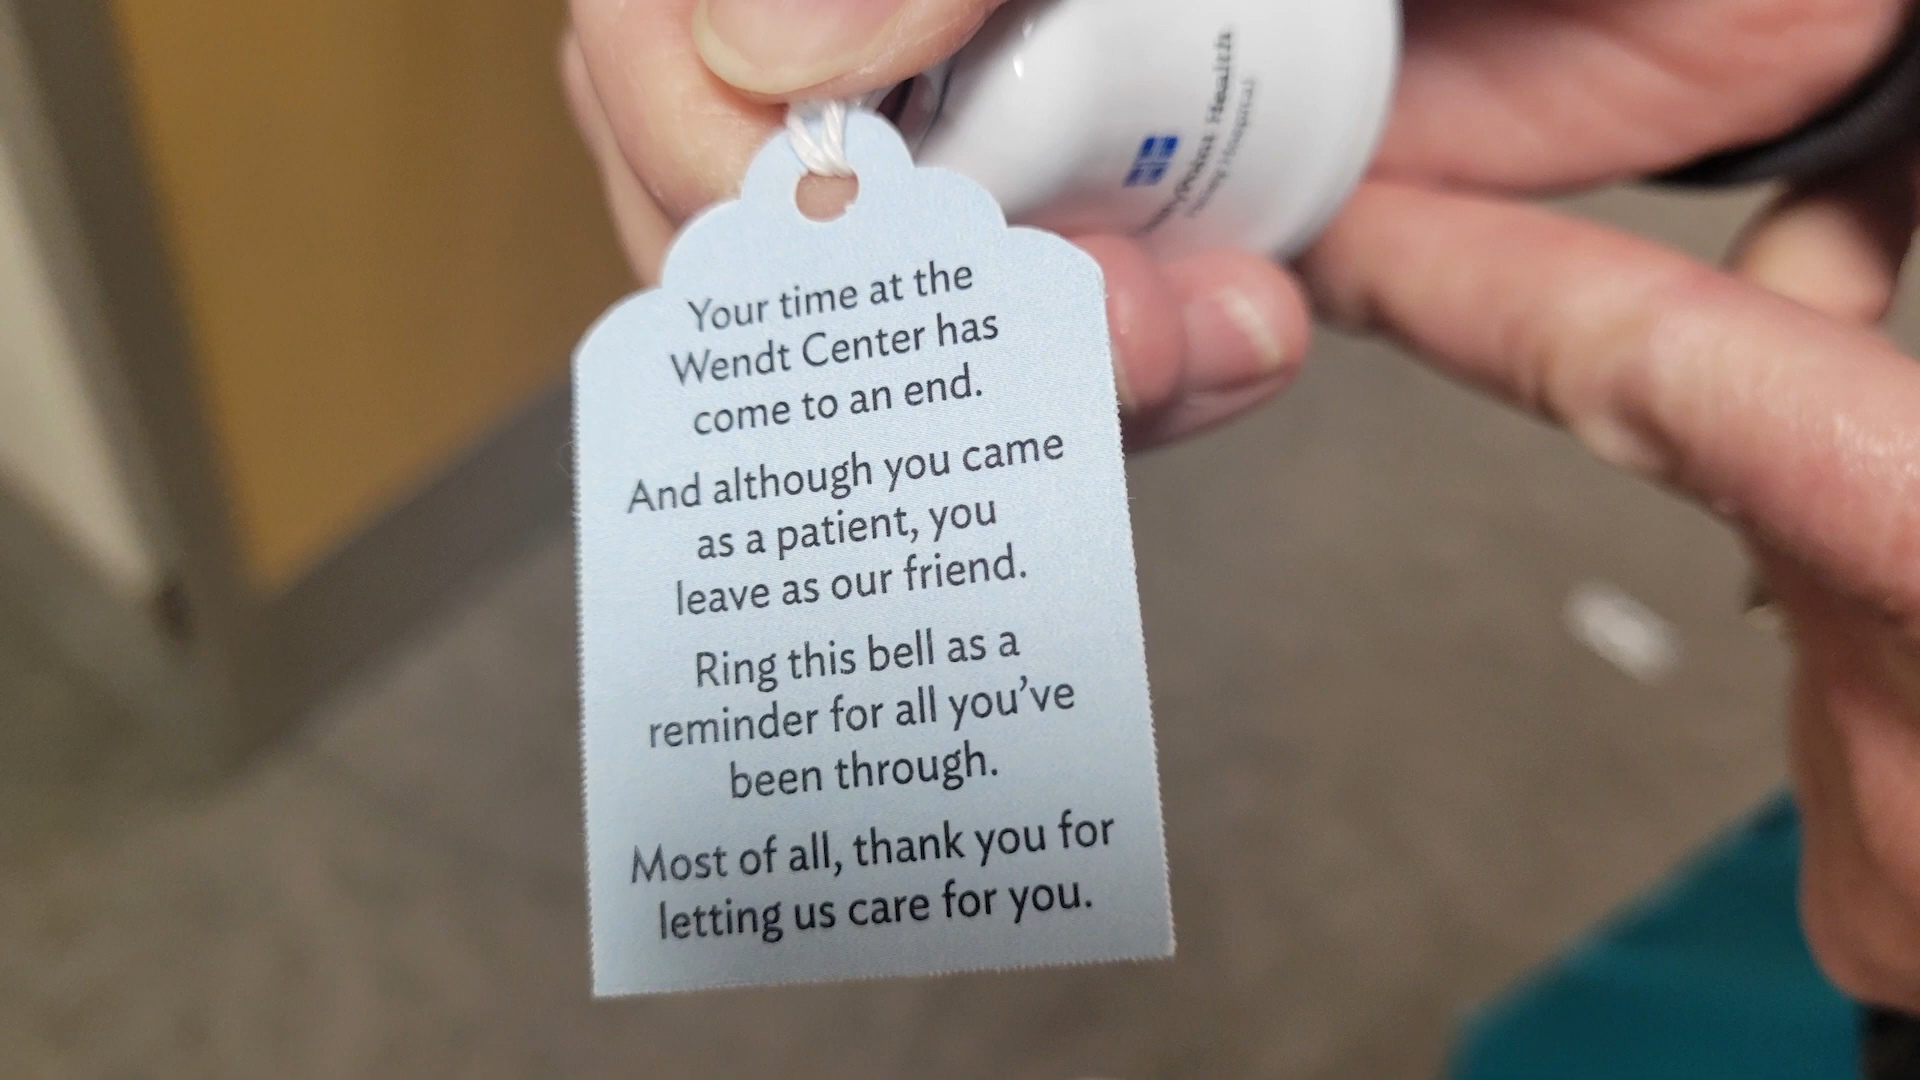 Your time at the
Wendt Center has
come to an end.
And although you came
as a patient, you
leave as our friend.
Ring this bell as a
reminder for all you've
been through.
Most of all, thank you for
letting us care for you.
Health
Hospital